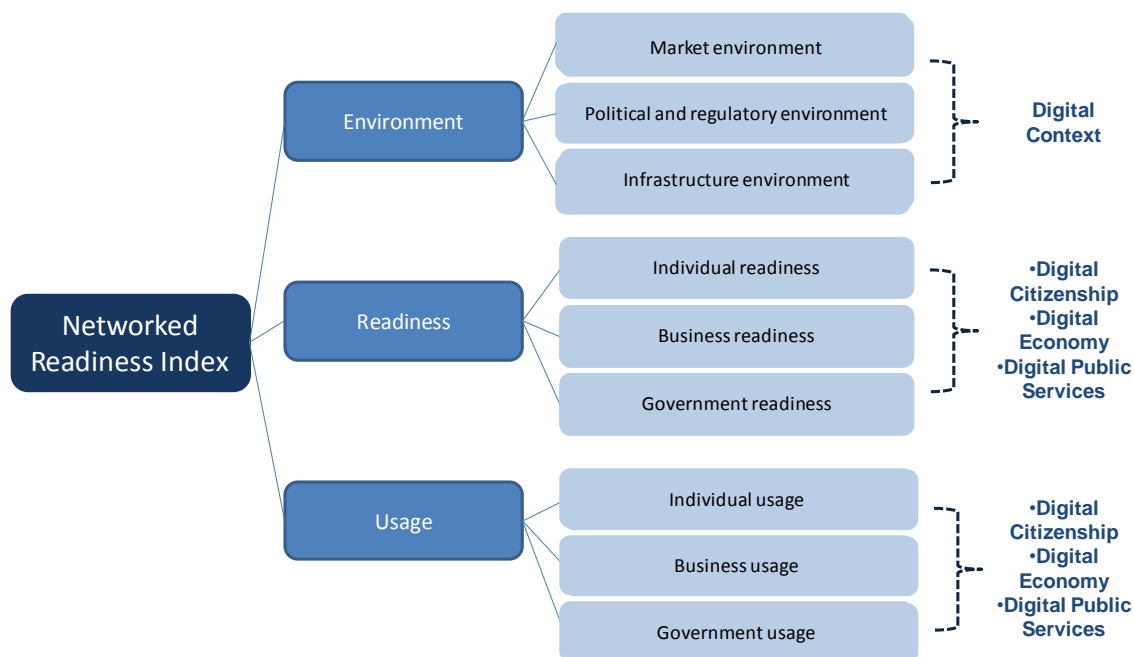 Networked
Readiness Index
Environment
Market environment
Political and regulatory environment
Infrastructure environment
Digital
Context
Readiness
Individual readiness
Business readiness
Government readiness
•Digital
Citizenship
•Digital
Economy
•Digital Public
Services
Usage
Individual usage
Business usage
Government usage
•Digital
Citizenship
•Digital
Economy
•Digital Public
Services